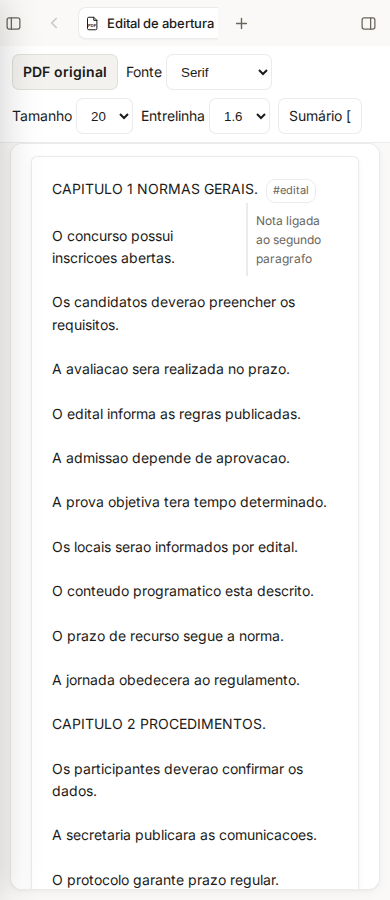 Edital de abertura
PDF original Fonte Serif
Tamanho 20 Entrelinha 1.6 Sumário [
CAPITULO 1 NORMAS GERAIS. #edital
Nota ligada
ao segundo
paragrafo
O concurso possui
inscricoes abertas.
Os candidatos deverao preencher os
requisitos.
A avaliacao sera realizada no prazo.
O edital informa as regras publicadas.
A admissao depende de aprovacao.
A prova objetiva tera tempo determinado.
Os locais serao informados por edital.
O conteudo programatico esta descrito.
O prazo de recurso segue a norma.
A jornada obedecera ao regulamento.
CAPITULO 2 PROCEDIMENTOS.
Os participantes deverao confirmar os
dados.
A secretaria publicara as comunicacoes.
O protocolo garante prazo regular.